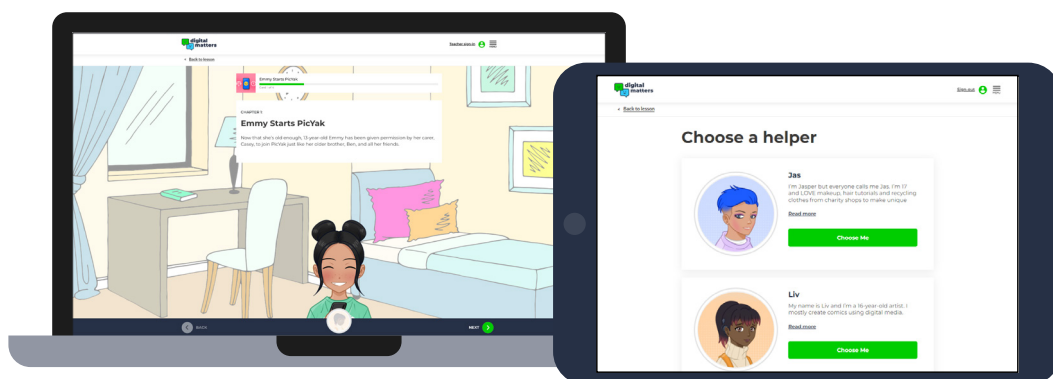 digital
matters
Teacher sign in
Back to lesson
Emmy Starts PicYak
CHAPTER 1
Emmy Starts PicYak
Now that she's old enough, 13-year-old Emmy has been given permission by her carer,
Casey, to join PicYak just like her older brother, Ben, and all her friends.
BACK
NEXT
digital
matters
Sign out
Back to lesson
Choose a helper
Jas
I'm Jasper but everyone calls me Jas. I'm 17
and LOVE makeup, hair tutorials and recycling
clothes from charity shops to make unique
Read more
Choose Me
Liv
My name is Liv and I'm a 16-year-old artist. I
mostly create comics using digital media.
Read more
Choose Me